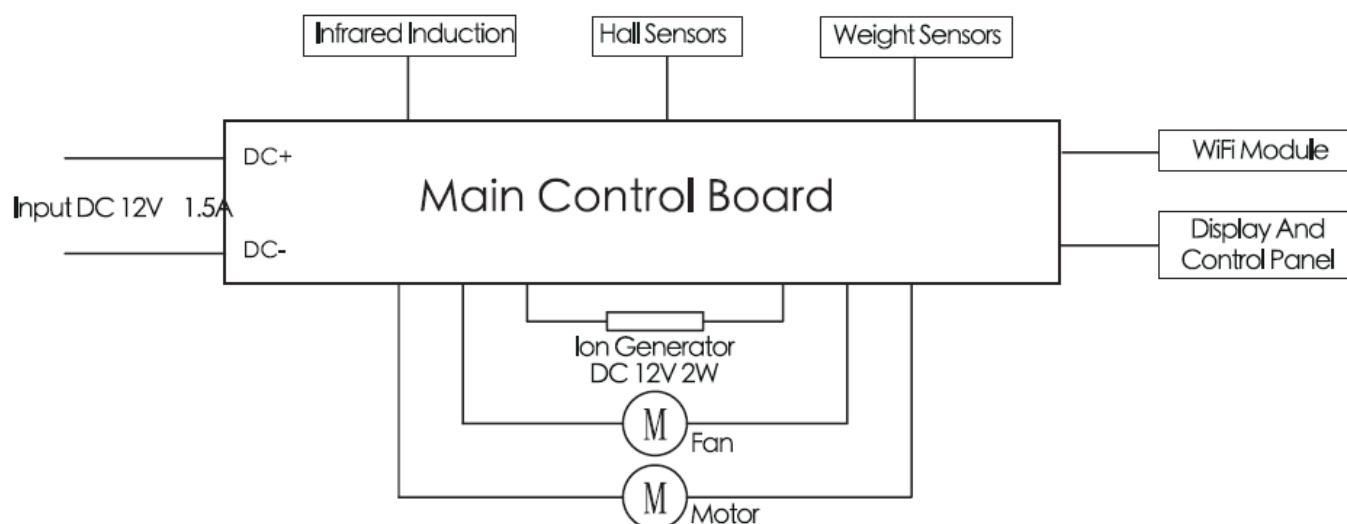 Infrared Induction
Hall Sensors
Weight Sensors
DC+
WiFi Module
Main Control Board
Input DC 12V 1.5A
DC-
Display And
Control Panel
Ion Generator
DC 12V 2W
M
Fan
M
Motor